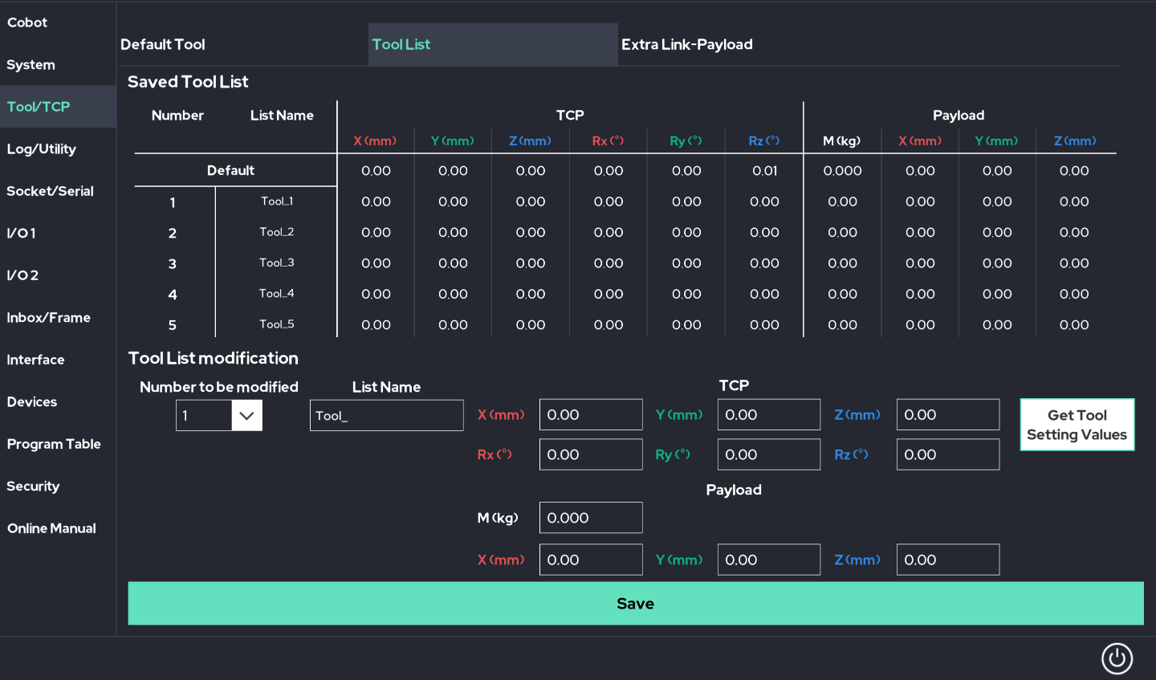 Cobot
System
Tool/TCP
Log/Utility
Socket/Serial
I/O 1
I/O 2
Inbox/Frame
Interface
Devices
Program Table
Security
Online Manual
Default Tool Tool List Extra Link-Payload
Saved Tool List
Number List Name TCP Payload
X (mm) Y (mm) Z (mm) Rx (°) Ry (°) Rz (°) M (kg) X (mm) Y (mm) Z (mm)
Default 0.00 0.00 0.00 0.00 0.00 0.01 0.000 0.00 0.00 0.00
1 Tool_1 0.00 0.00 0.00 0.00 0.00 0.00 0.00 0.00 0.00 0.00
2 Tool_2 0.00 0.00 0.00 0.00 0.00 0.00 0.00 0.00 0.00 0.00
3 Tool_3 0.00 0.00 0.00 0.00 0.00 0.00 0.00 0.00 0.00 0.00
4 Tool_4 0.00 0.00 0.00 0.00 0.00 0.00 0.00 0.00 0.00 0.00
5 Tool_5 0.00 0.00 0.00 0.00 0.00 0.00 0.00 0.00 0.00 0.00
Tool List modification
Number to be modified List Name TCP
1 Tool_ X (mm) 0.00 Y (mm) 0.00 Z (mm) 0.00
Rx (°) 0.00 Ry (°) 0.00 Rz (°) 0.00
Get Tool
Setting Values
Payload
M (kg) 0.000
X (mm) 0.00 Y (mm) 0.00 Z (mm) 0.00
Save